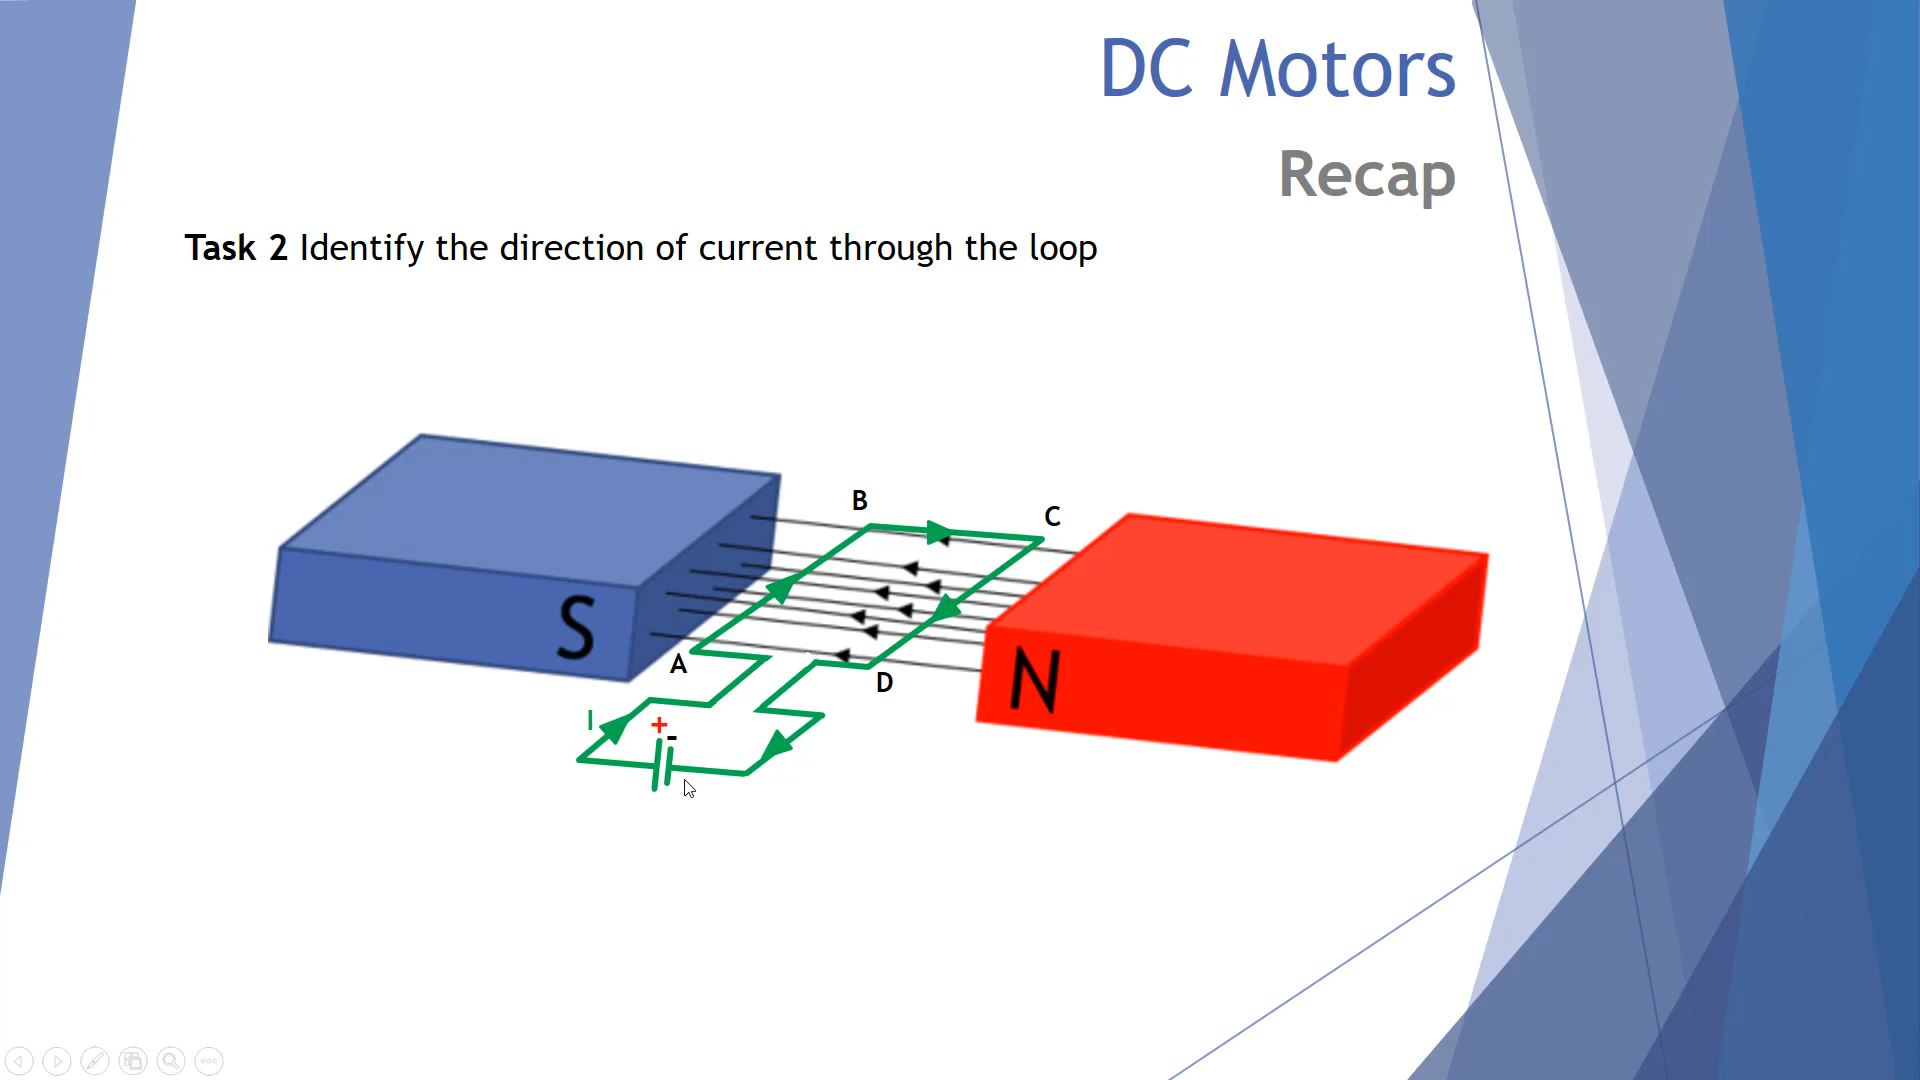 DC Motors
Recap
Task 2 Identify the direction of current through the loop
B
C
S
A
D
N
I
+
-